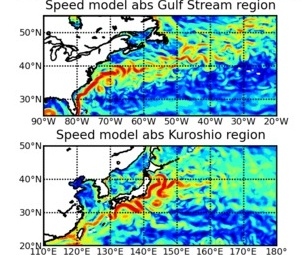 Speed model abs Gulf Stream region
50°N
40°N
30°N
90°W 80°W 70°W 60°W 50°W 40°W 30°W 20°W
Speed model abs Kuroshio region
50°N
40°N
30°N
20°N
110°E 120°E 130°E 140°E 150°E 160°E 170°E 180°